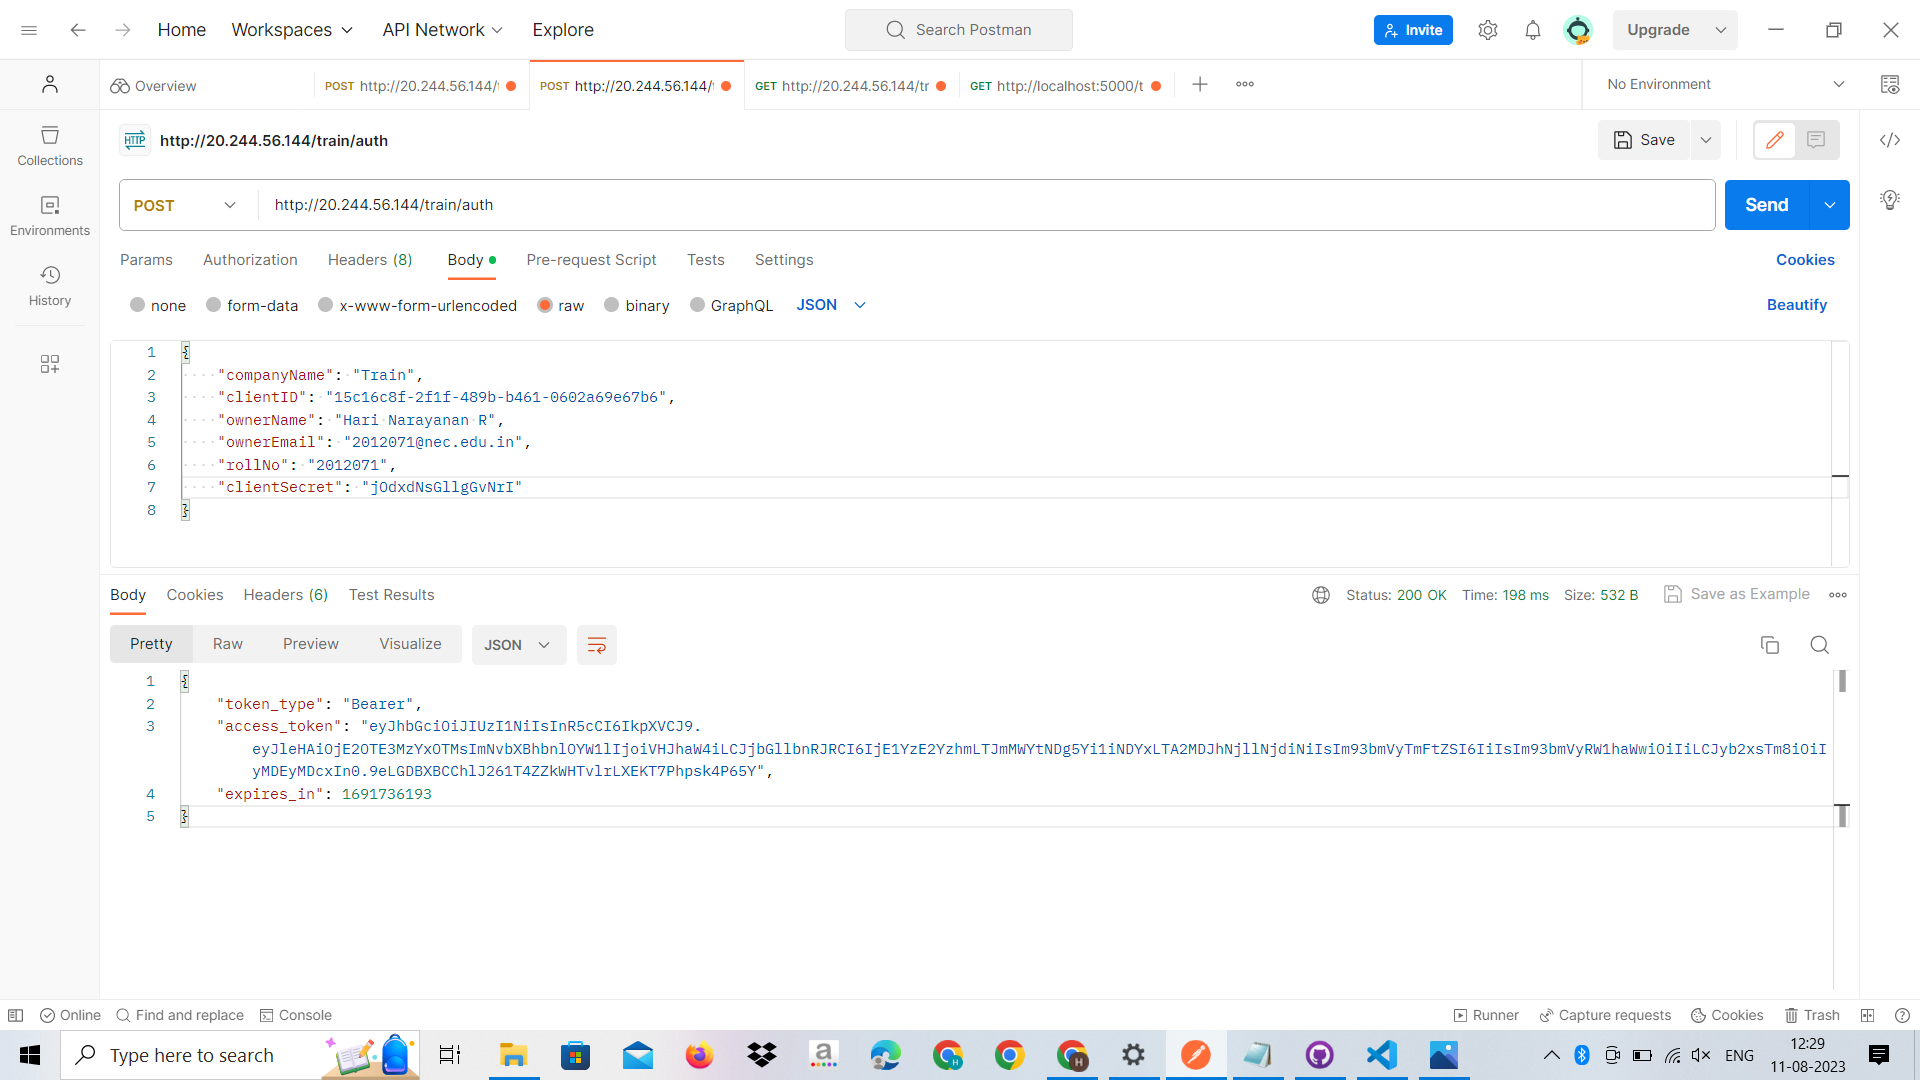 Home Workspaces API Network Explore Search Postman Invite Upgrade
Overview POST http://20.244.56.144/t POST http://20.244.56.144/t GET http://20.244.56.144/tr GET http://localhost:5000/t No Environment
HTTP http://20.244.56.144/train/auth Save
Collections
POST http://20.244.56.144/train/auth Send
Environments
Params Authorization Headers (8) Body Pre-request Script Tests Settings Cookies
History
none form-data x-www-form-urlencoded raw binary GraphQL JSON Beautify
1 {
2 "companyName": "Train",
3 "clientID": "15c16c8f-2f1f-489b-b461-0602a69e67b6",
4 "ownerName": "Hari Narayanan R",
5 "ownerEmail": "2012071@nec.edu.in",
6 "rollNo": "2012071",
7 "clientSecret": "jOdxdNsGllgGvNrI"
8 }
Body Cookies Headers (6) Test Results Status: 200 OK Time: 198 ms Size: 532 B Save as Example
Pretty Raw Preview Visualize JSON
1 {
2 "token_type": "Bearer",
3 "access_token": "eyJhbGciOiJIUzI1NiIsInR5cCI6IkpXVCJ9.
eyJleHAiOjE2OTE3MzYxOTMsImNvbXBhbnlOYW1lIjoiVHJhaW4iLCJjbGllbnRJRCI6IjE1YzE2YzhmLTJmMWYtNDg5Yi1iNDYxLTA2MDJhNjllNjdiNiIsIm93bmVyTmFtZSI6IiIsIm93bmVyRW1haWwiOiIiLCJyb2xsTm8iOiI
yMDEyMDcxIn0.9eLGDBXBCChlJ261T4ZZkWHTvlrLXEKT7Phpsk4P65Y",
4 "expires_in": 1691736193
5 }
Online Find and replace Console Runner Capture requests Cookies Trash
Type here to search ENG 12:29
11-08-2023